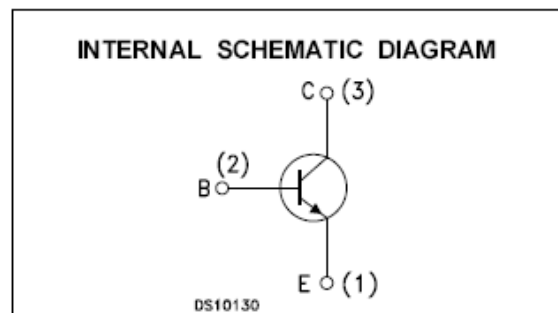 INTERNAL SCHEMATIC DIAGRAM
C (3)
(2)
B
E (1)
DS10130